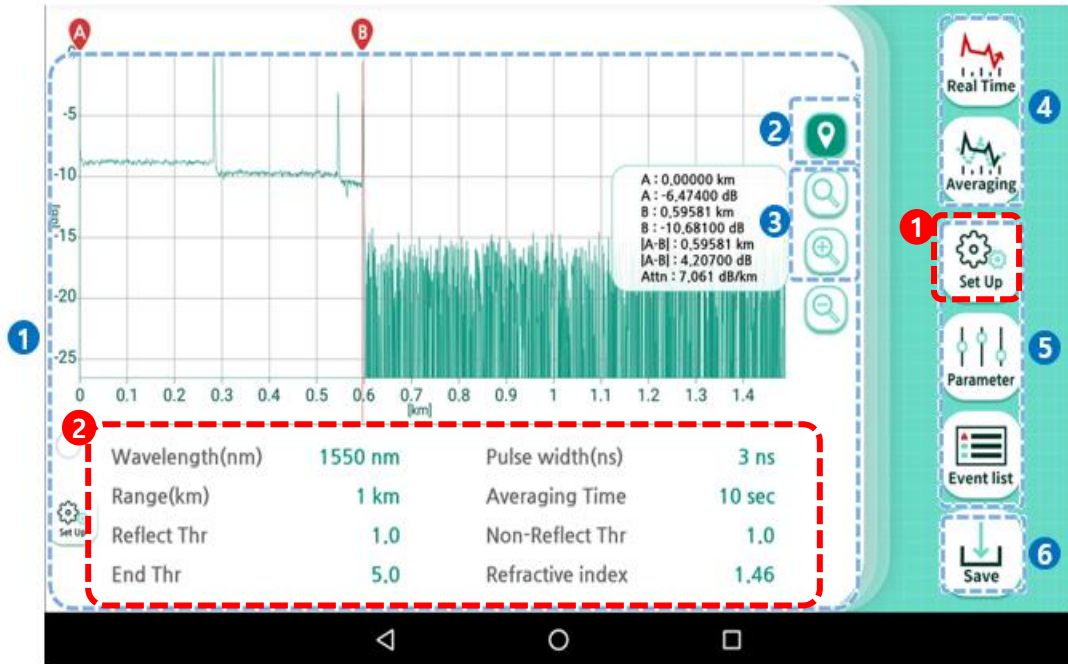 A
B
0
-5
-10
-15
-20
-25
0 0.1 0.2 0.3 0.4 0.5 0.6 0.7 0.8 0.9 1 1.1 1.2 1.3 1.4
[km]
A : 0,00000 km
A : -6,47400 dB
B : 0,59581 km
B : -10,68100 dB
|A-B| : 0,59581 km
|A-B| : 4,20700 dB
Attn : 7,061 dB/km
1
2
3
Real Time
4
Averaging
1
Set Up
5
Parameter
Event list
Save
6
2
Set Up
Wavelength(nm) 1550 nm Pulse width(ns) 3 ns
Range(km) 1 km Averaging Time 10 sec
Reflect Thr 1.0 Non-Reflect Thr 1.0
End Thr 5.0 Refractive index 1.46